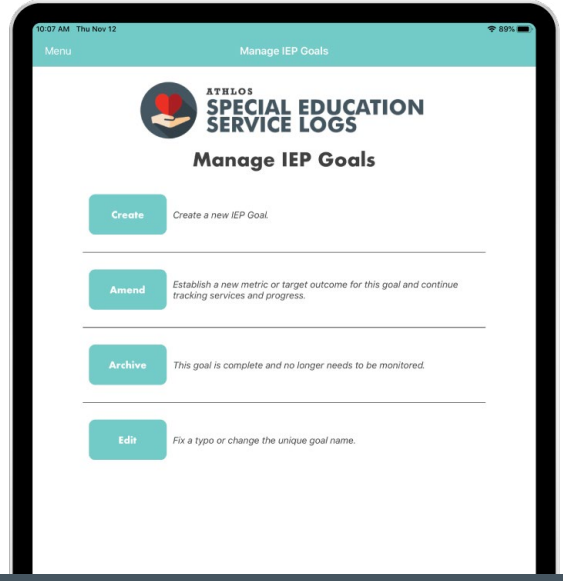 10:07 AM Thu Nov 12
89%
Menu
Manage IEP Goals
ATHLOS
SPECIAL EDUCATION
SERVICE LOGS
Manage IEP Goals
Create
Create a new IEP Goal.
Amend
Establish a new metric or target outcome for this goal and continue
tracking services and progress.
Archive
This goal is complete and no longer needs to be monitored.
Edit
Fix a typo or change the unique goal name.